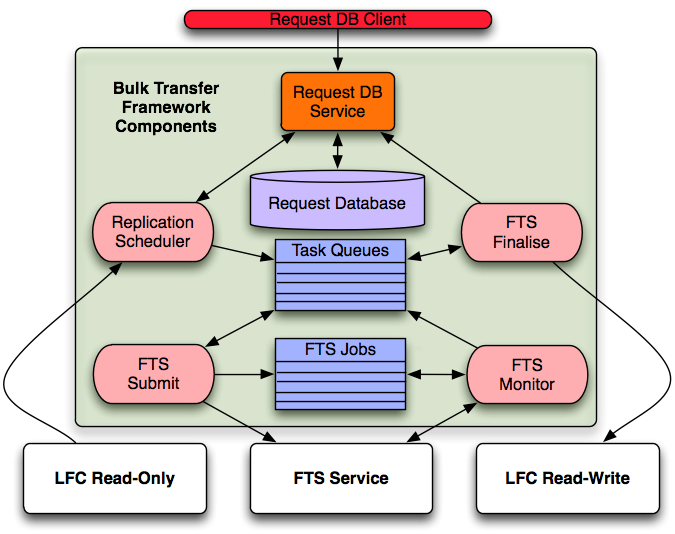 Request DB Client
Bulk Transfer
Framework
Components
Request DB
Service
Request Database
Replication
Scheduler
FTS
Finalise
Task Queues
FTS Jobs
FTS
Submit
FTS
Monitor
LFC Read-Only
FTS Service
LFC Read-Write